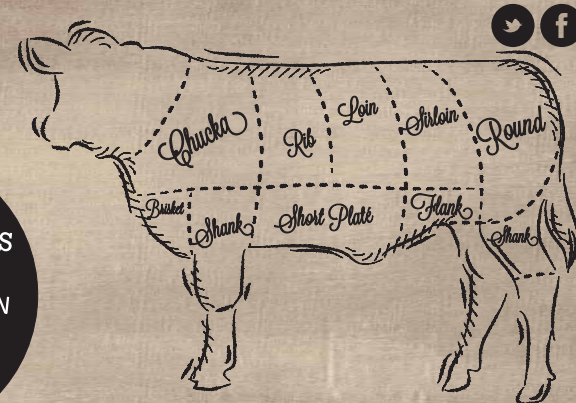 Chucka
Rib
Loin
Sirloin
Round
Brisket
Shank
Short Plate
Flank
Shank
S
N
f